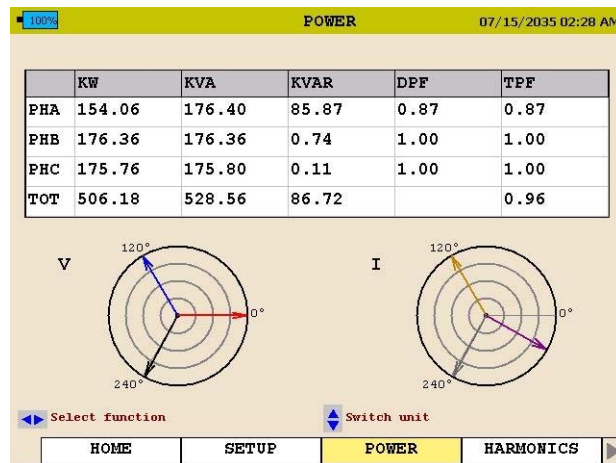 100% POWER 07/15/2035 02:28 AM
KW KVA KVAR DPF TPF
PHA 154.06 176.40 85.87 0.87 0.87
PHB 176.36 176.36 0.74 1.00 1.00
PHC 175.76 175.80 0.11 1.00 1.00
TOT 506.18 528.56 86.72 0.96
V 120° 0° 240°
I 120° 0° 240°
Select function Switch unit
HOME SETUP POWER HARMONICS